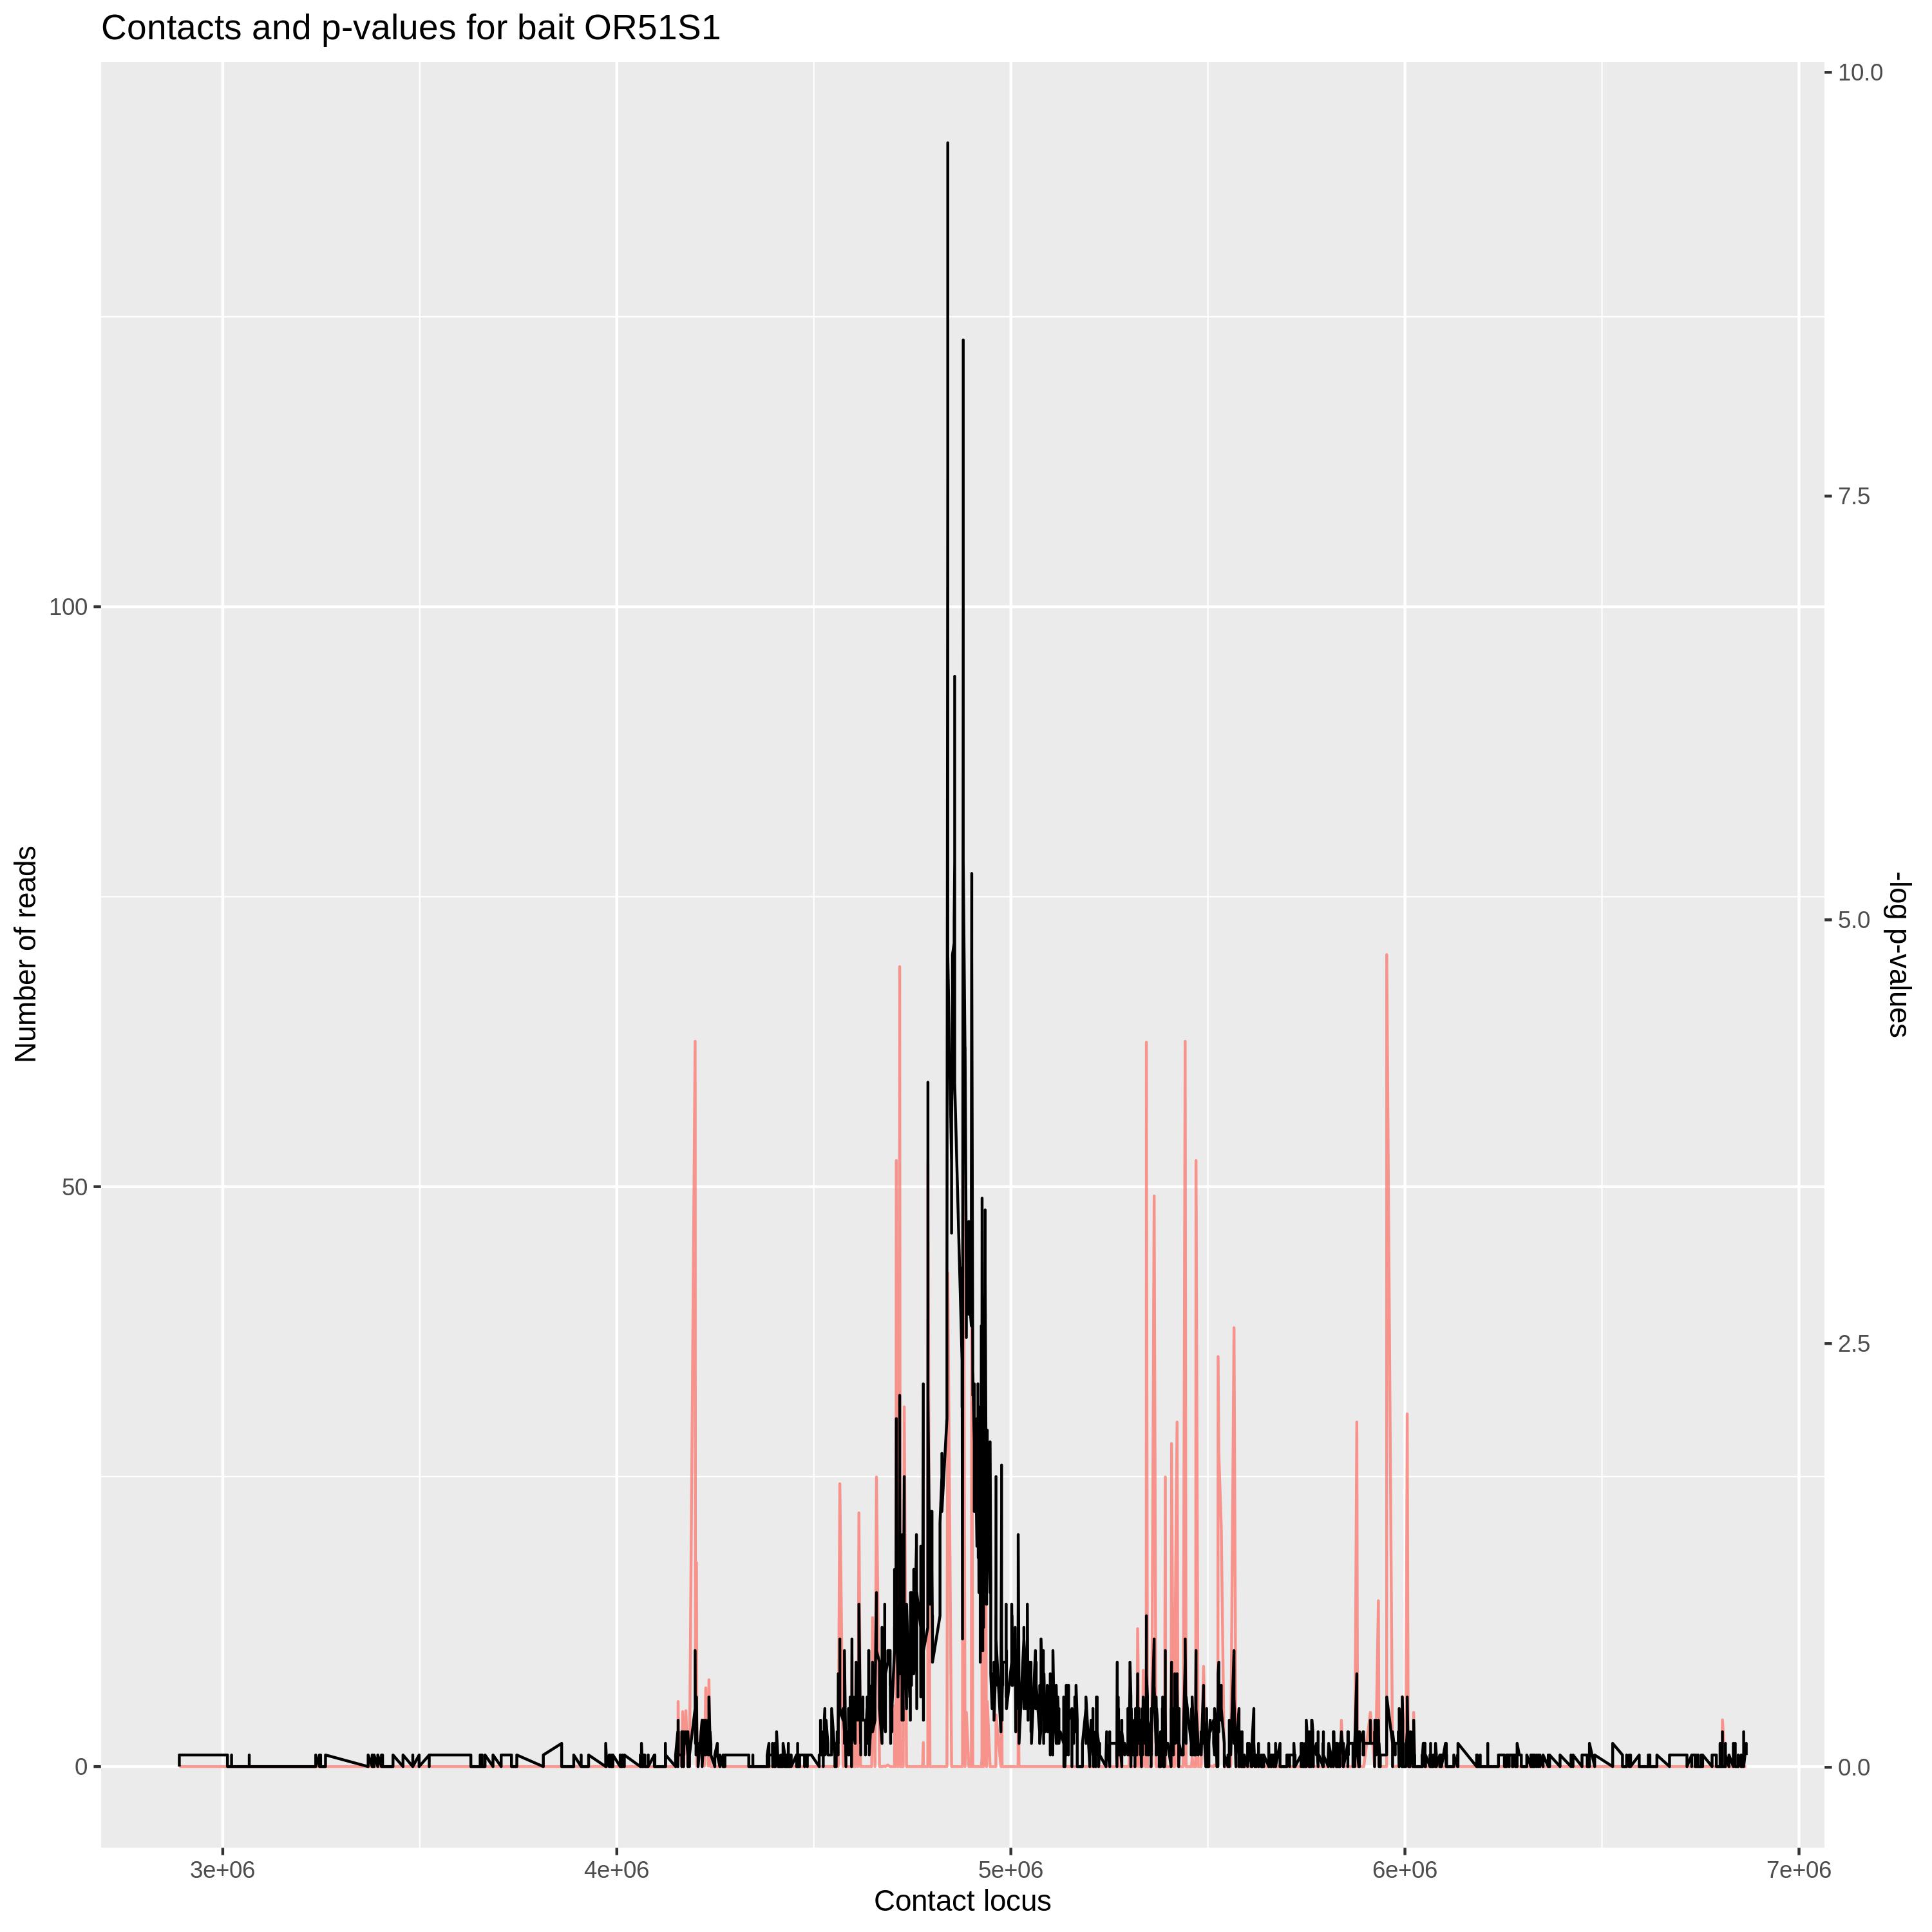 Contacts and p-values for bait OR51S1
Number of reads
100
50
0
10.0
7.5
5.0
2.5
0.0
-log p-values
3e+06
4e+06
5e+06
6e+06
7e+06
Contact locus